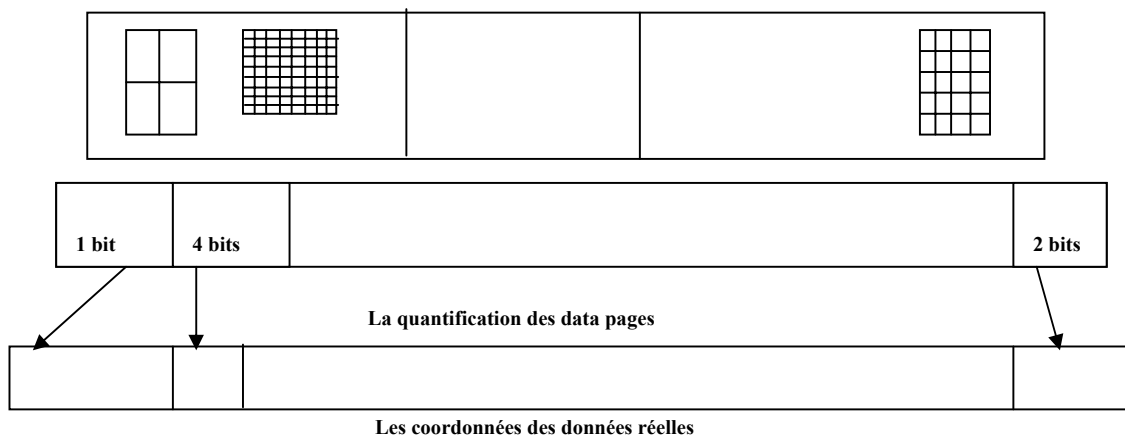 1 bit 4 bits 2 bits
La quantification des data pages
Les coordonnées des données réelles